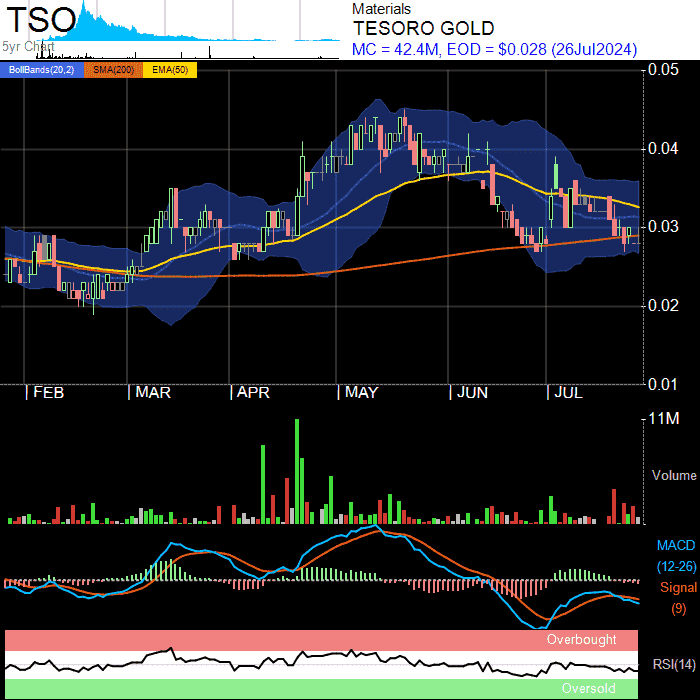 TSO
5yr Chart
Materials
TESORO GOLD
MC = 42.4M, EOD = $0.028 (26Jul2024)
BollBands(20,2) SMA(200) EMA(50)
0.05
0.04
0.03
0.02
0.01
FEB MAR APR MAY JUN JUL
11M
Volume
MACD
(12-26)
Signal
(9)
Overbought
RSI(14)
Oversold